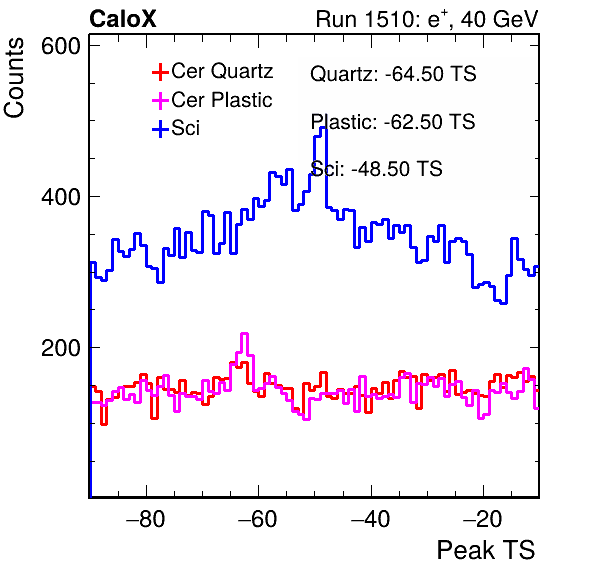 CaloX Run 1510: e+, 40 GeV
Counts
600
400
200
Cer Quartz
Cer Plastic
Sci
Quartz: -64.50 TS
Plastic: -62.50 TS
Sci: -48.50 TS
−80 −60 −40 −20
Peak TS